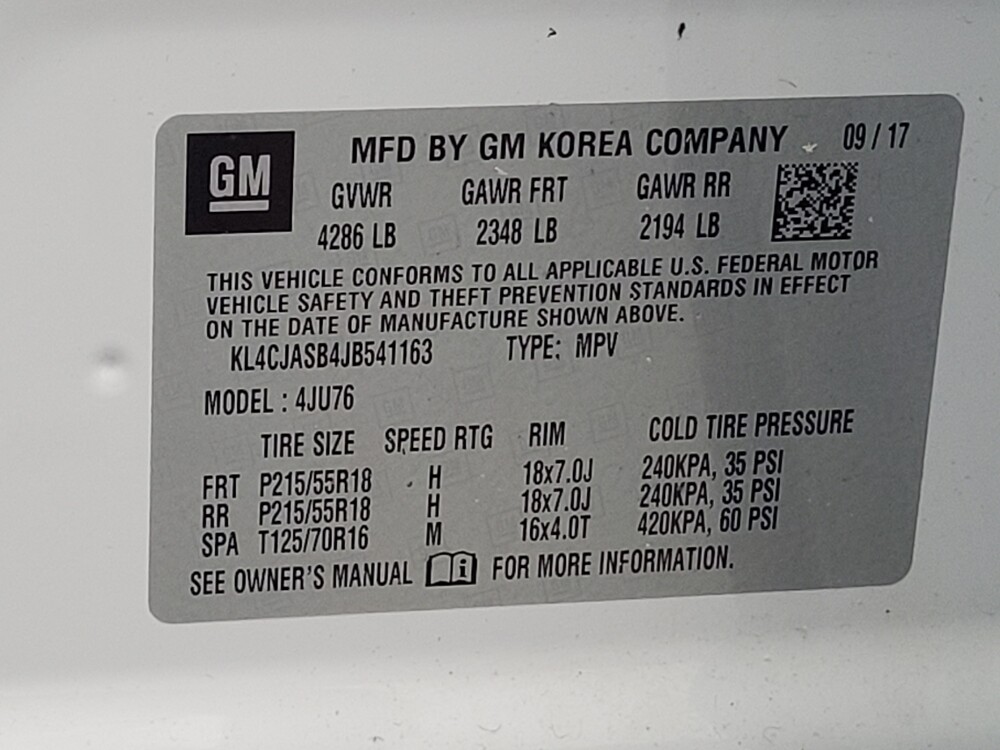 GM
MFD BY GM KOREA COMPANY 09 / 17
GVWR GAWR FRT GAWR RR
4286 LB 2348 LB 2194 LB
THIS VEHICLE CONFORMS TO ALL APPLICABLE U.S. FEDERAL MOTOR
VEHICLE SAFETY AND THEFT PREVENTION STANDARDS IN EFFECT
ON THE DATE OF MANUFACTURE SHOWN ABOVE.
KL4CJASB4JB541163 TYPE: MPV
MODEL : 4JU76
TIRE SIZE SPEED RTG RIM COLD TIRE PRESSURE
FRT P215/55R18 H 18x7.0J 240KPA, 35 PSI
RR P215/55R18 H 18x7.0J 240KPA, 35 PSI
SPA T125/70R16 M 16x4.0T 420KPA, 60 PSI
SEE OWNER'S MANUAL i FOR MORE INFORMATION.